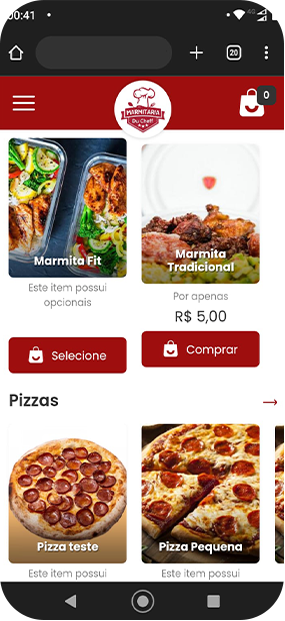 00:41
20
MARMITARIA
Du Cheff
0
Marmita Fit
Marmita
Tradicional
Este item possui
opcionais
Por apenas
R$ 5,00
Selecione
Comprar
Pizzas
Pizza teste
Pizza Pequena
Este item possui
Este item possui